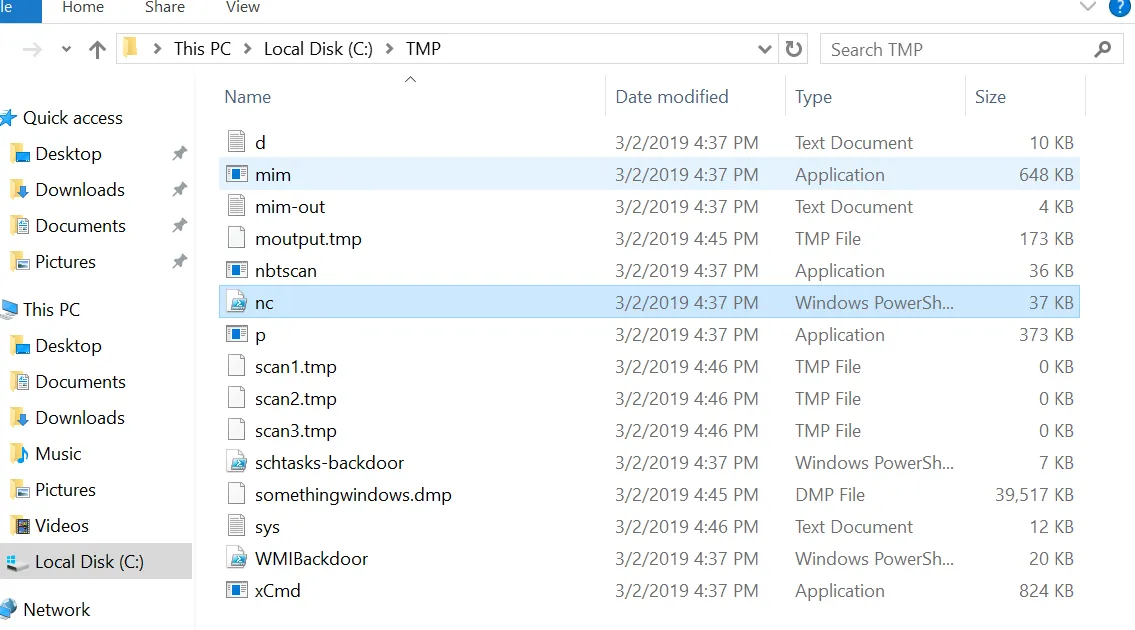 le Home Share View
?
This PC > Local Disk (C:) > TMP
Search TMP
Name Date modified Type Size
Quick access
Desktop
Downloads
Documents
Pictures
This PC
Desktop
Documents
Downloads
Music
Pictures
Videos
Local Disk (C:)
Network
d 3/2/2019 4:37 PM Text Document 10 KB
mim 3/2/2019 4:37 PM Application 648 KB
mim-out 3/2/2019 4:37 PM Text Document 4 KB
moutput.tmp 3/2/2019 4:45 PM TMP File 173 KB
nbtscan 3/2/2019 4:37 PM Application 36 KB
nc 3/2/2019 4:37 PM Windows PowerSh... 37 KB
p 3/2/2019 4:37 PM Application 373 KB
scan1.tmp 3/2/2019 4:46 PM TMP File 0 KB
scan2.tmp 3/2/2019 4:46 PM TMP File 0 KB
scan3.tmp 3/2/2019 4:46 PM TMP File 0 KB
schtasks-backdoor 3/2/2019 4:37 PM Windows PowerSh... 7 KB
somethingwindows.dmp 3/2/2019 4:45 PM DMP File 39,517 KB
sys 3/2/2019 4:46 PM Text Document 12 KB
WMIBackdoor 3/2/2019 4:37 PM Windows PowerSh... 20 KB
xCmd 3/2/2019 4:37 PM Application 824 KB